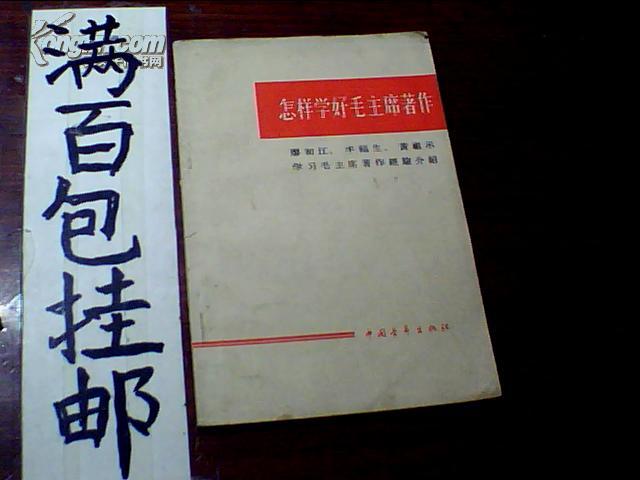 满百包挂邮
怎样学好毛主席著作
廖初江、丰福生、黄祖示
学习毛主席著作经验介绍
中国青年出版社